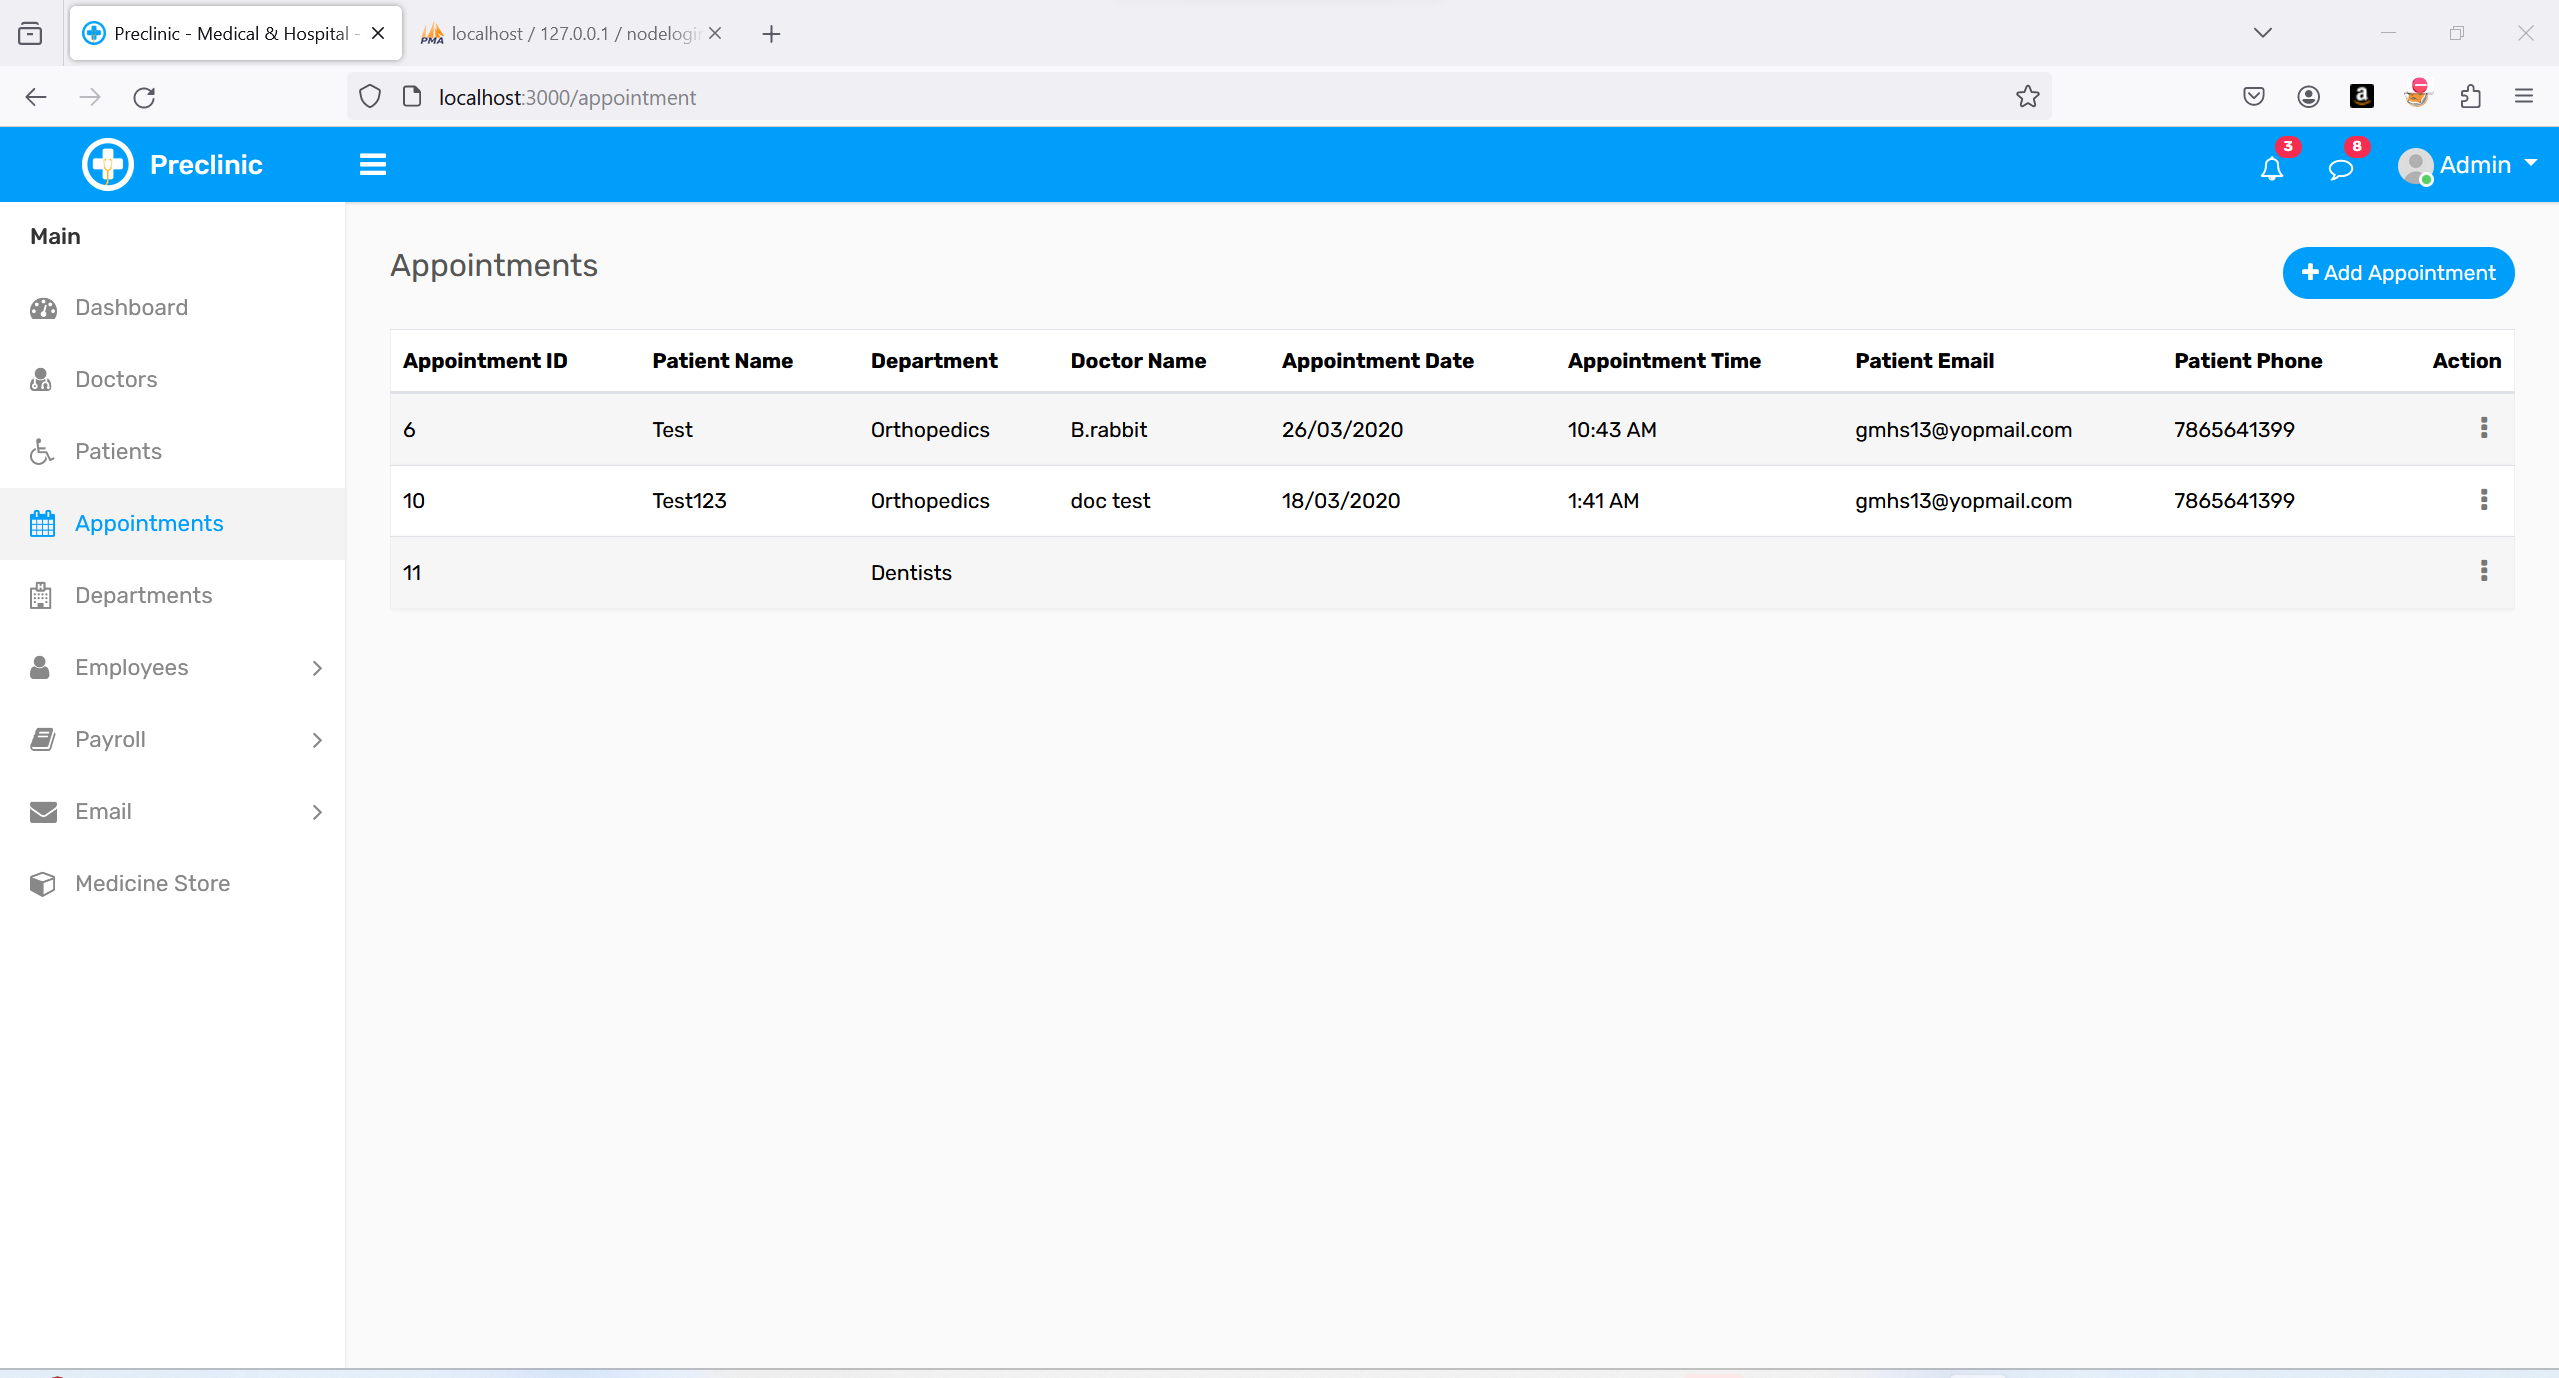 Preclinic - Medical & Hospital -
localhost / 127.0.0.1 / nodelogin
localhost:3000/appointment
Preclinic
3
8
Admin
Main
Dashboard
Doctors
Patients
Appointments
Departments
Employees
Payroll
Email
Medicine Store
Appointments
Add Appointment
Appointment ID Patient Name Department Doctor Name Appointment Date Appointment Time Patient Email Patient Phone Action
6 Test Orthopedics B.rabbit 26/03/2020 10:43 AM gmhs13@yopmail.com 7865641399
10 Test123 Orthopedics doc test 18/03/2020 1:41 AM gmhs13@yopmail.com 7865641399
11 Dentists